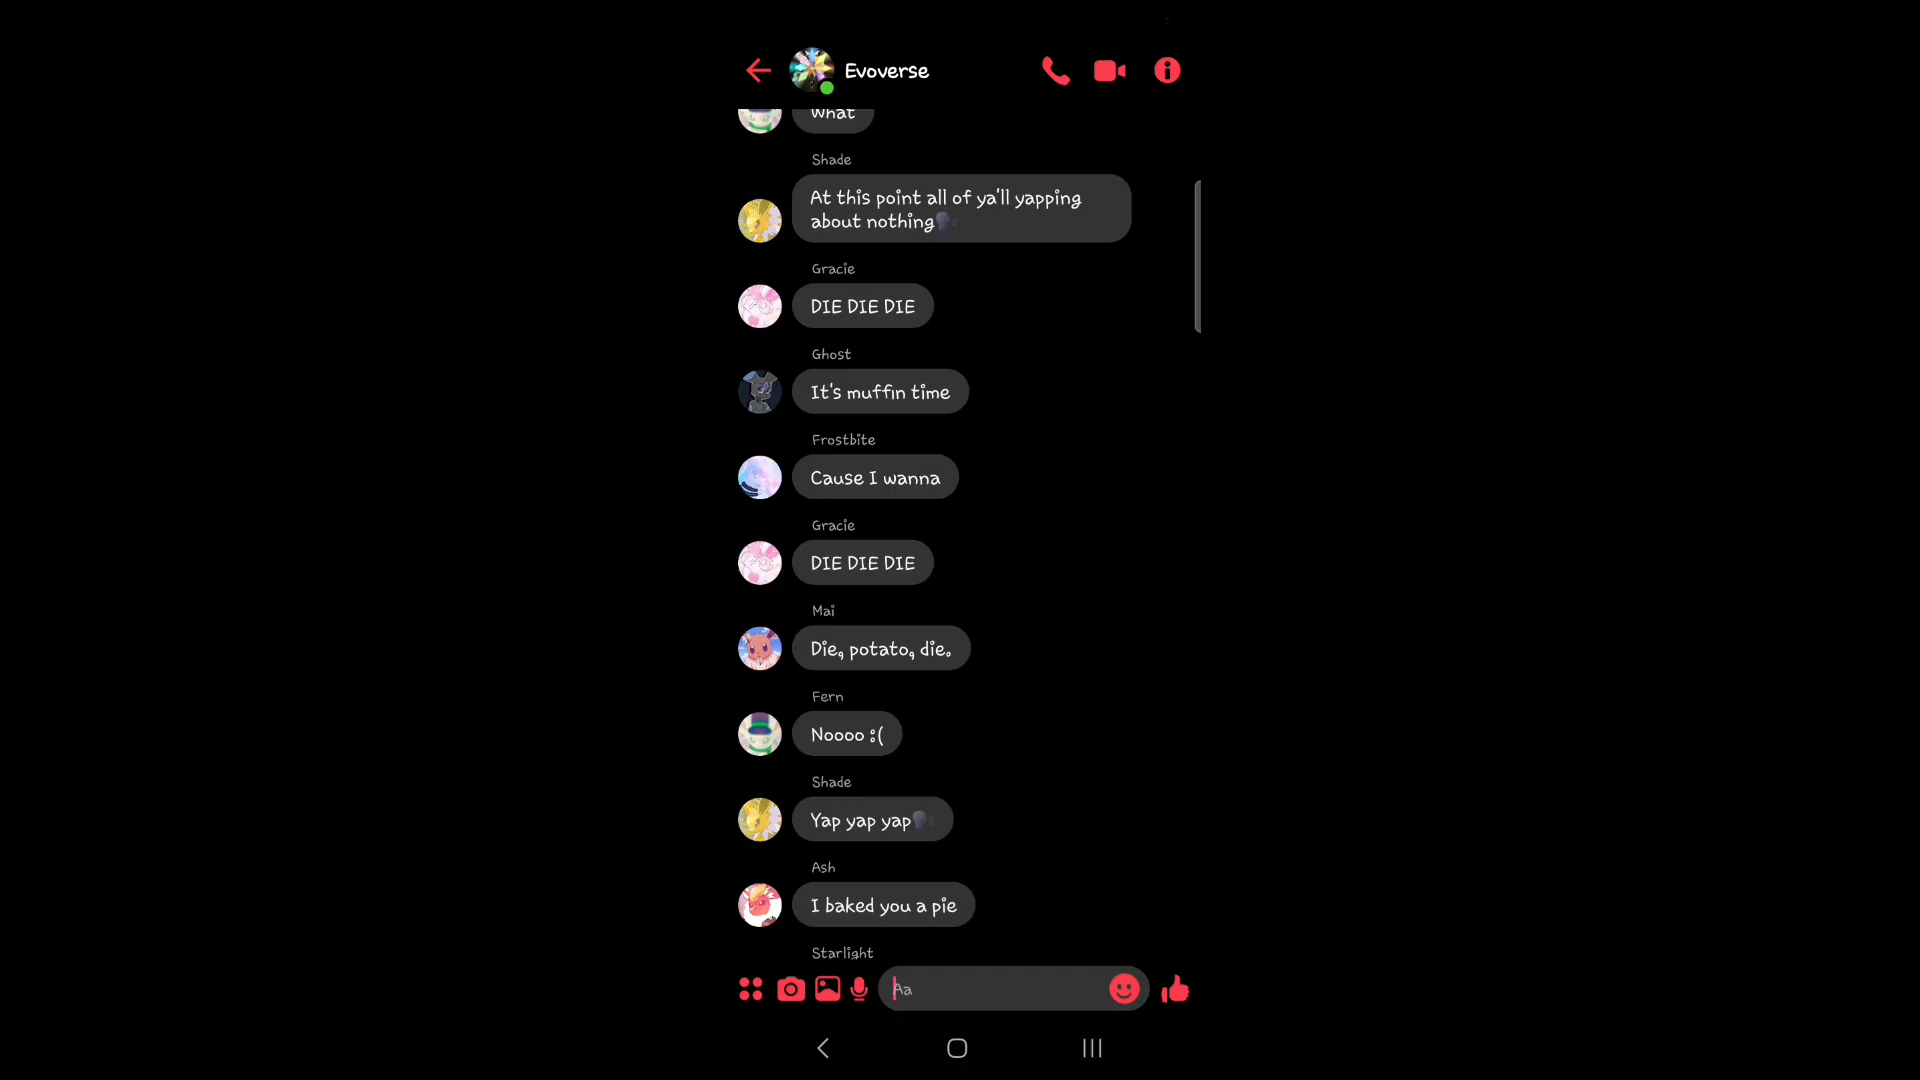 Evoverse
What
Shade
At this point all of ya'll yapping
about nothing🗣️
Gracie
DIE DIE DIE
Ghost
It's muffin time
Frostbite
Cause I wanna
Gracie
DIE DIE DIE
Mai
Die, potato, die.
Fern
Noooo :(
Shade
Yap yap yap🗣️
Ash
I baked you a pie
Starlight
Aa